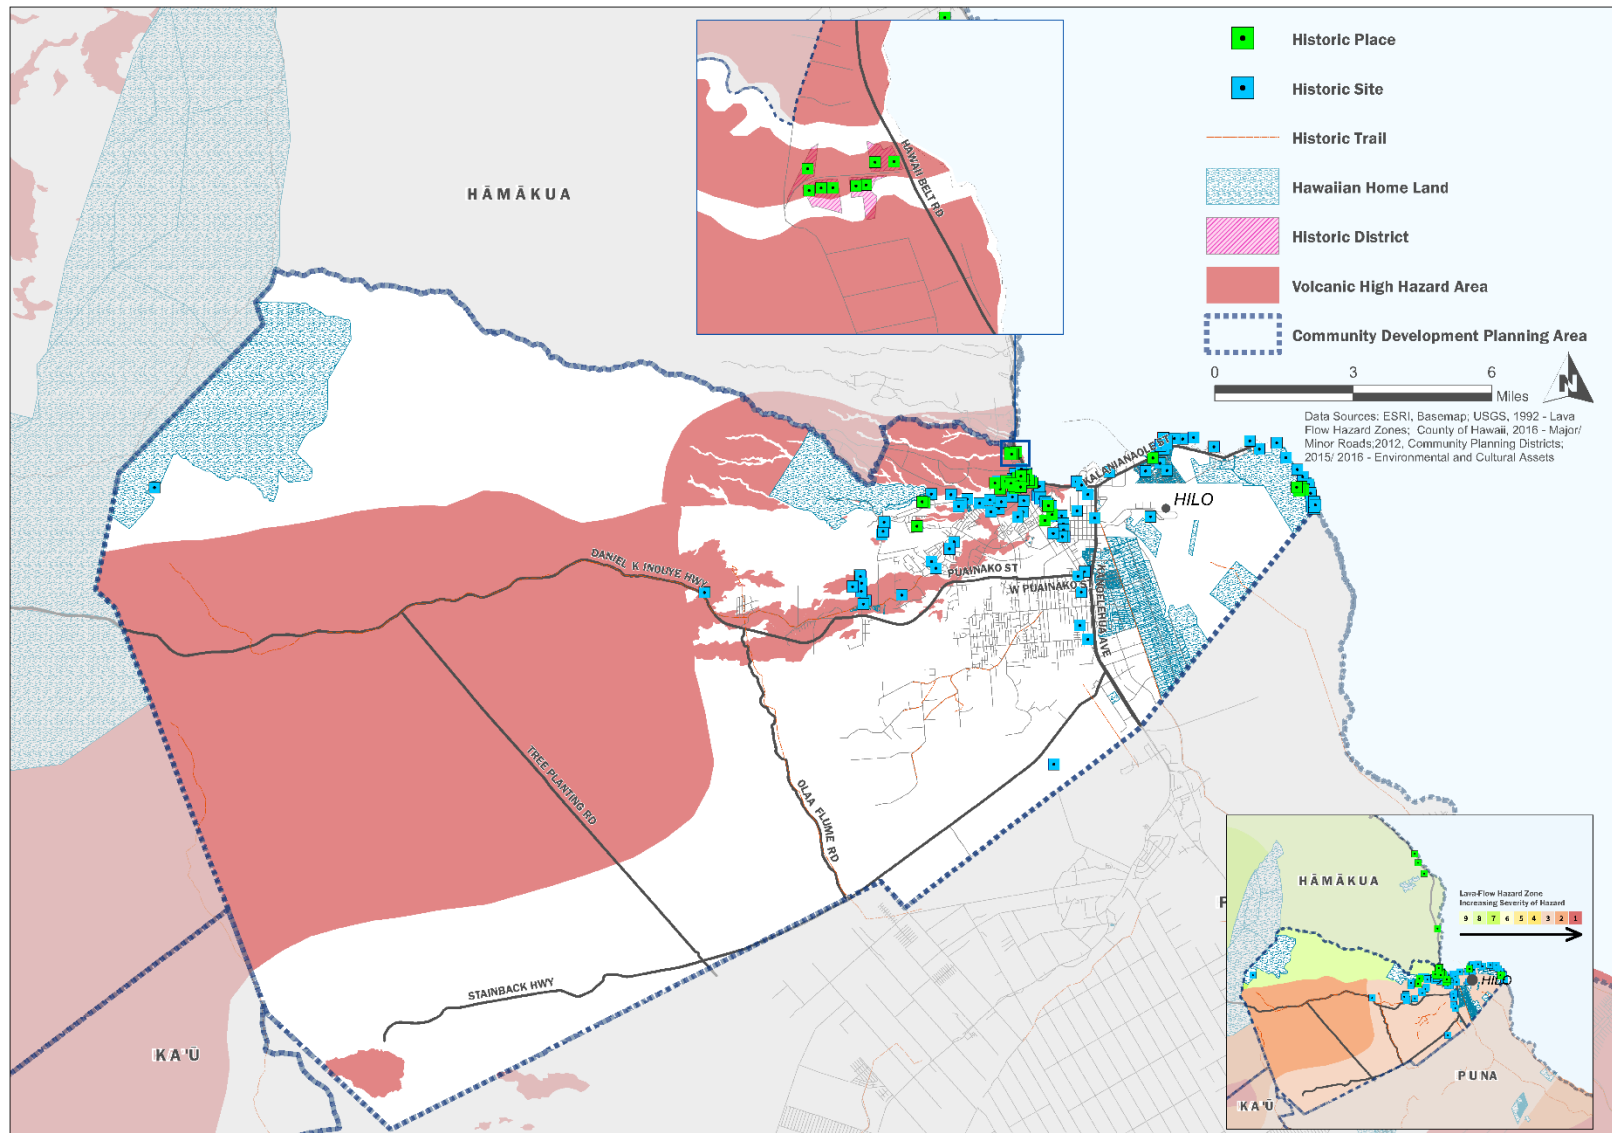 Historic Place
Historic Site
Historic Trail
Hawaiian Home Land
Historic District
Volcanic High Hazard Area
Community Development Planning Area
0 3 6
Miles
N
Data Sources: ESRI, Basemap; USGS, 1992 - Lava
Flow Hazard Zones; County of Hawaii, 2016 - Major/
Minor Roads;2012, Community Planning Districts;
2015/ 2016 - Environmental and Cultural Assets
HAWAII BELT RD
HĀMĀKUA
KALANIANAOLE ST
HILO
DANIEL K INOUYE HWY
PUAINAKO ST
W PUAINAKO ST
TREE PLANTING RD
OLAA FLUME RD
STAINBACK HWY
KA'Ū
P
HĀMĀKUA
Lava-Flow Hazard Zone
Increasing Severity of Hazard
9 8 7 6 5 4 3 2 1
HILO
PUNA
KA'Ū